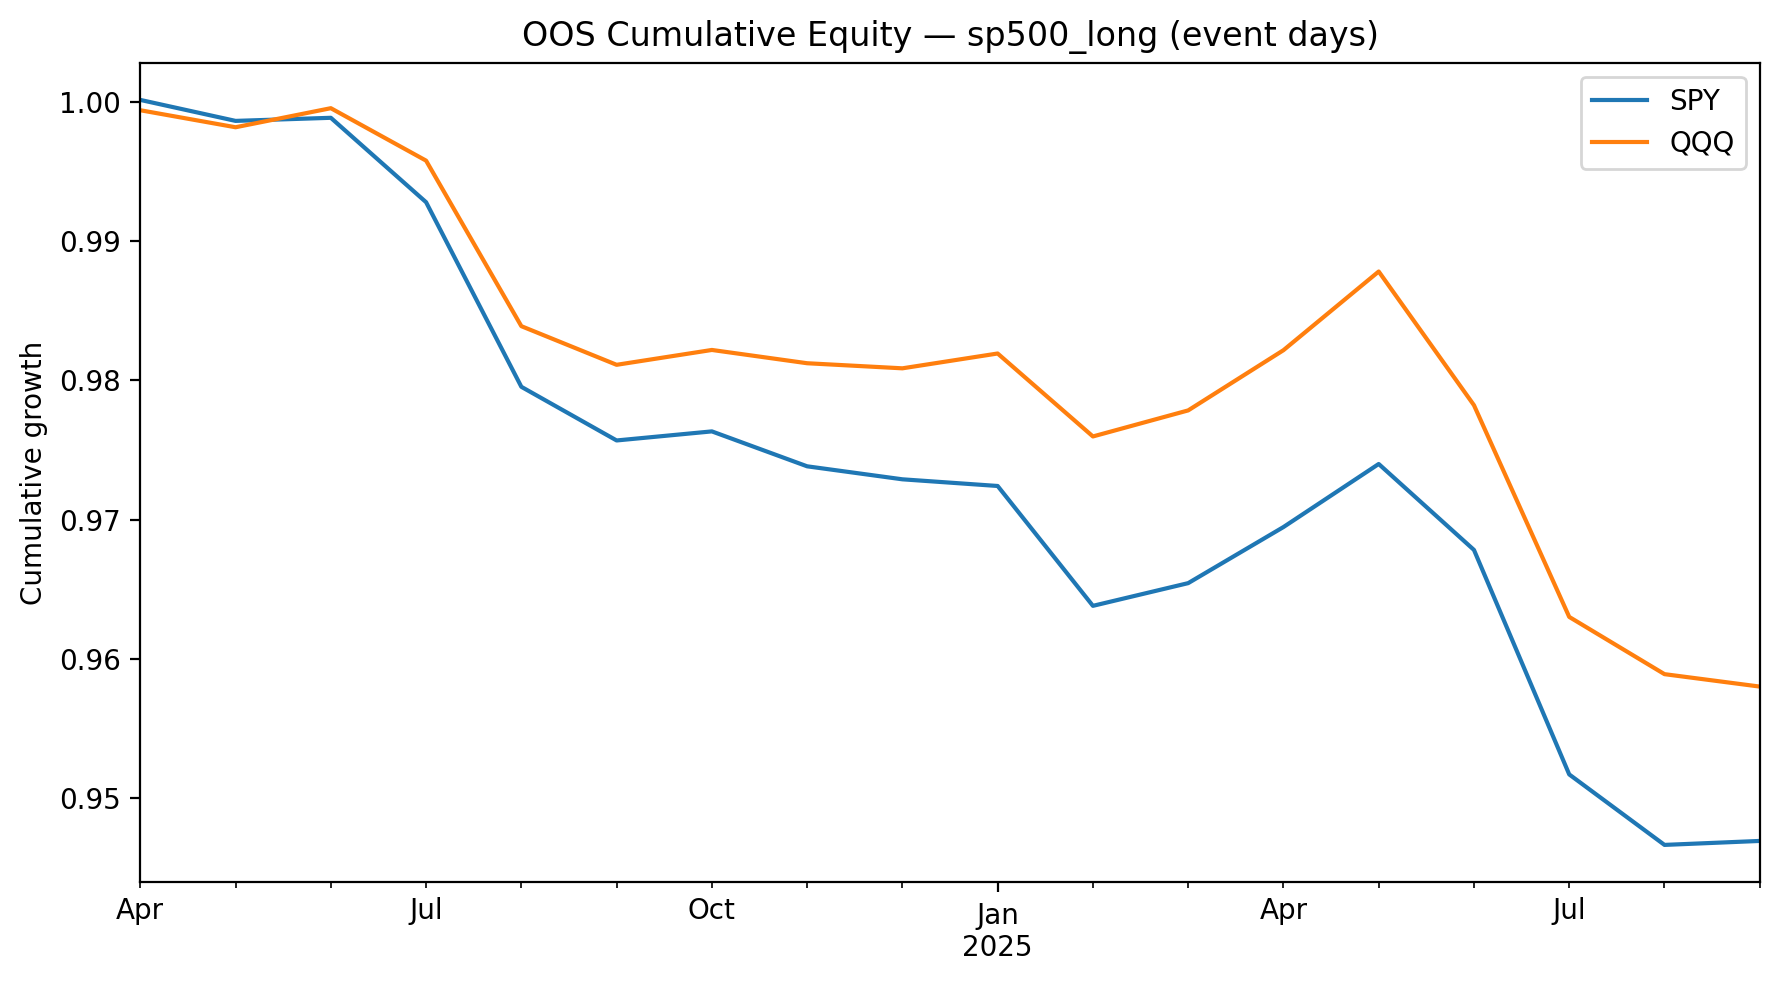 OOS Cumulative Equity — sp500_long (event days)
SPY
QQQ
Cumulative growth
1.00
0.99
0.98
0.97
0.96
0.95
Apr
Jul
Oct
Jan
2025
Apr
Jul